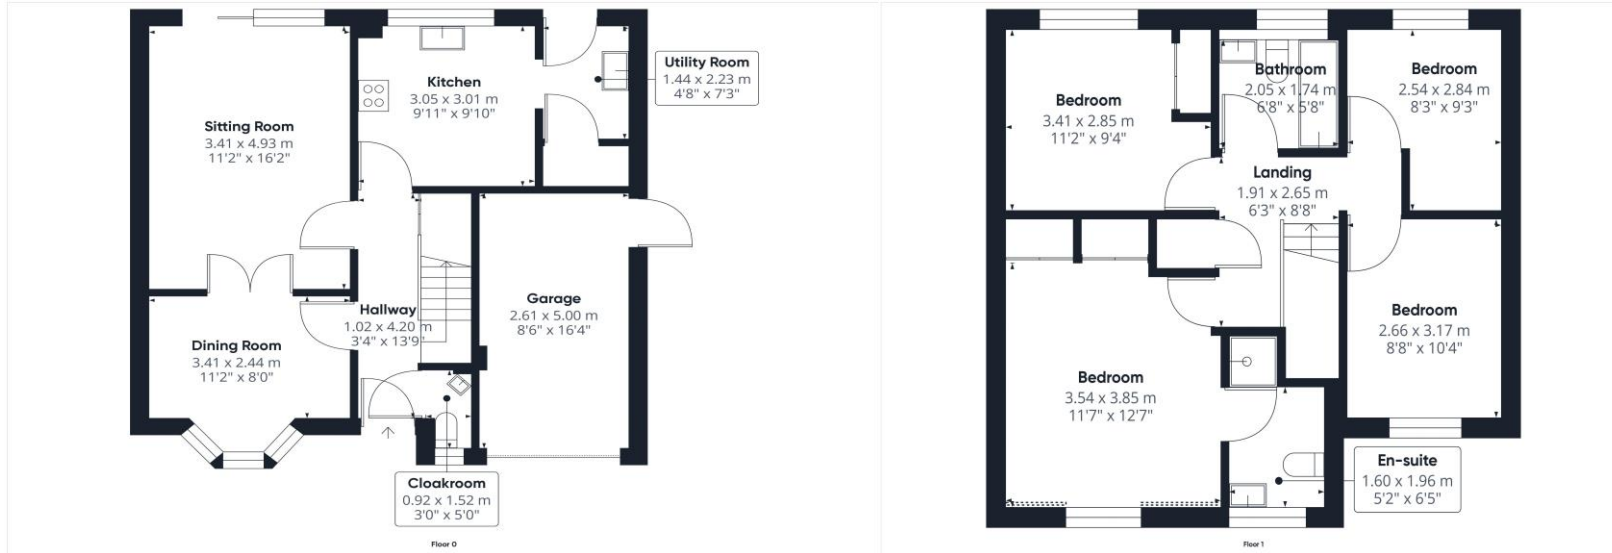 Sitting Room
3.41 x 4.93 m
11'2" x 16'2"
Kitchen
3.05 x 3.01 m
9'11" x 9'10"
Utility Room
1.44 x 2.23 m
4'8" x 7'3"
Dining Room
3.41 x 2.44 m
11'2" x 8'0"
Hallway
1.02 x 4.20 m
3'4" x 13'9"
Garage
2.61 x 5.00 m
8'6" x 16'4"
Cloakroom
0.92 x 1.52 m
3'0" x 5'0"
Floor 0
Bedroom
3.41 x 2.85 m
11'2" x 9'4"
Bathroom
2.05 x 1.74 m
6'8" x 5'8"
Bedroom
2.54 x 2.84 m
8'3" x 9'3"
Landing
1.91 x 2.65 m
6'3" x 8'8"
Bedroom
3.54 x 3.85 m
11'7" x 12'7"
Bedroom
2.66 x 3.17 m
8'8" x 10'4"
En-suite
1.60 x 1.96 m
5'2" x 6'5"
Floor 1